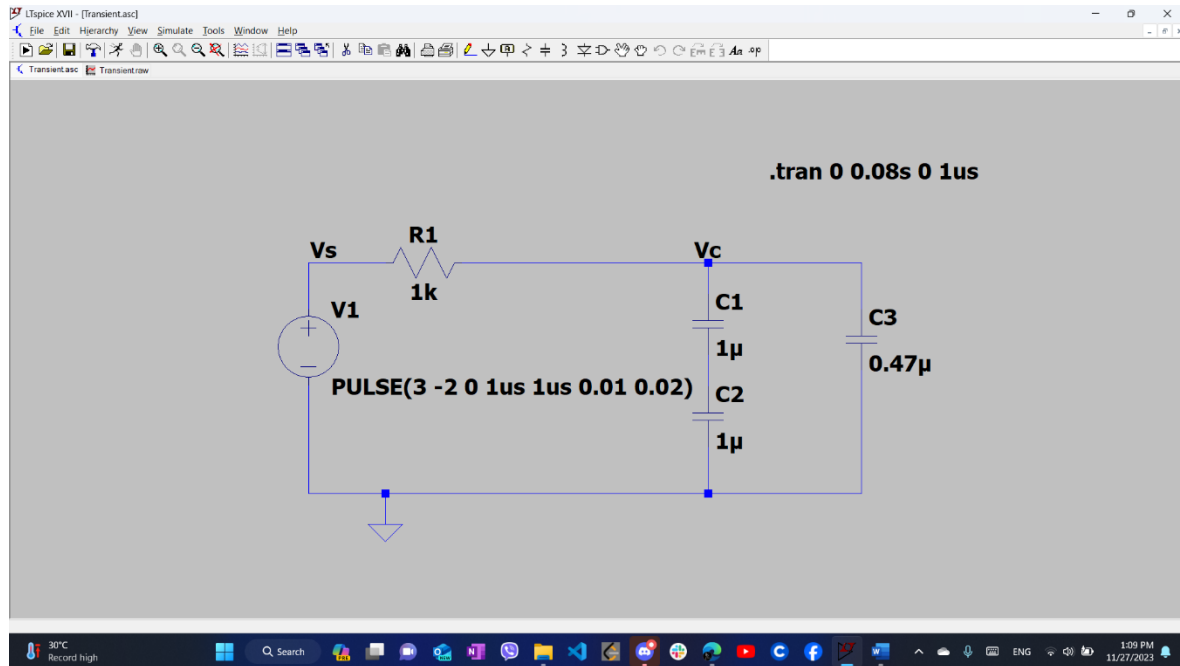 LTspice XVII - [Transient.asc]
File Edit Hierarchy View Simulate Tools Window Help
Aa .op
Transient.asc Transient.raw
.tran 0 0.08s 0 1us
Vs
R1
1k
V1
PULSE(3 -2 0 1us 1us 0.01 0.02)
Vc
C1
1µ
C2
1µ
C3
0.47µ
30°C
Record high
Search
ENG
1:09 PM
11/27/2023